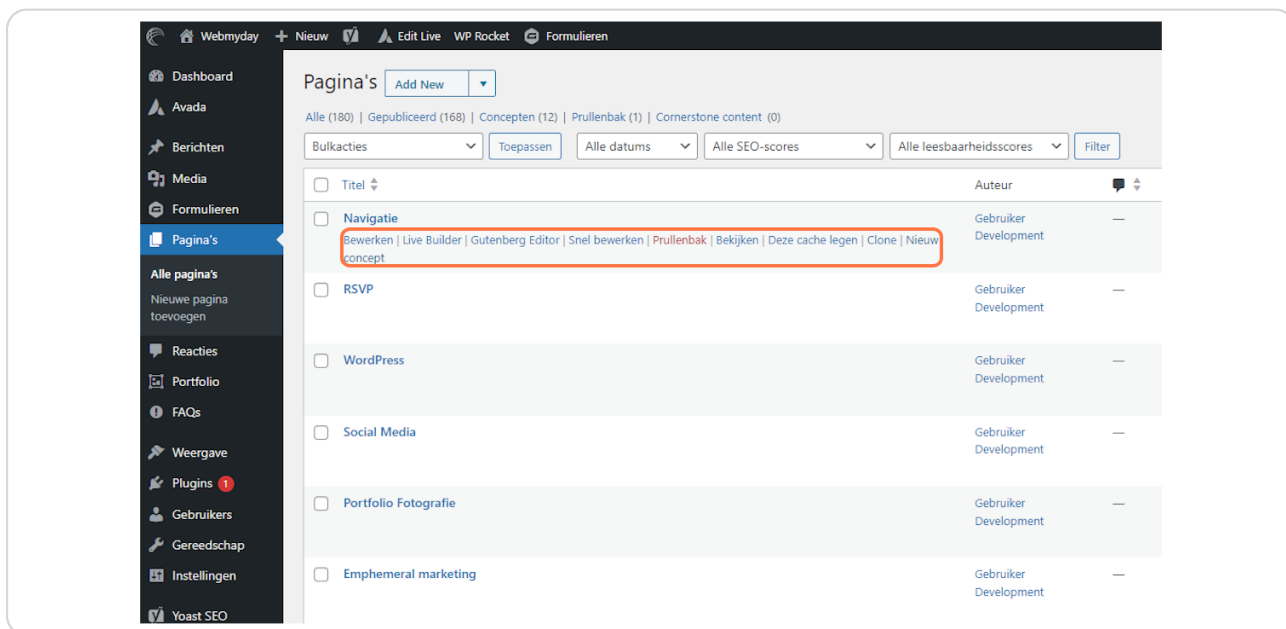 Webmyday
Nieuw
Edit Live
WP Rocket
Formulieren
Dashboard
Avada
Berichten
Media
Formulieren
Pagina's
Alle pagina's
Nieuwe pagina
toevoegen
Reacties
Portfolio
FAQs
Weergave
Plugins 1
Gebruikers
Gereedschap
Instellingen
Yoast SEO
Pagina's
Add New
Alle (180) | Gepubliceerd (168) | Concepten (12) | Prullenbak (1) | Cornerstone content (0)
Bulkacties
Toepassen
Alle datums
Alle SEO-scores
Alle leesbaarheidsscores
Filter
Titel
Auteur
Navigatie
Bewerken | Live Builder | Gutenberg Editor | Snel bewerken | Prullenbak | Bekijken | Deze cache legen | Clone | Nieuw
concept
Gebruiker
Development
—
RSVP
Gebruiker
Development
—
WordPress
Gebruiker
Development
—
Social Media
Gebruiker
Development
—
Portfolio Fotografie
Gebruiker
Development
—
Emphemeral marketing
Gebruiker
Development
—